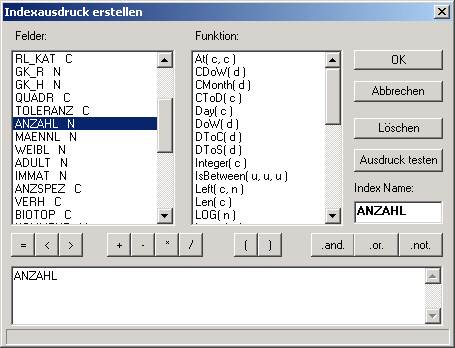 Indexausdruck erstellen
Felder:
RL_KAT C
GK_R N
GK_H N
QUADR C
TOLERANZ C
ANZAHL N
MAENNL N
WEIBL N
ADULT N
IMMAT N
ANZSPEZ C
VERH C
BIOTOP C
Funktion:
At( c, c )
CDoW( d )
CMonth( d )
CToD( c )
Day( c )
DoW( d )
DToC( d )
DToS( d )
Integer( c )
IsBetween( u, u, u )
Left( c, n )
Len( c )
LOG( n )
OK
Abbrechen
Löschen
Ausdruck testen
Index Name:
ANZAHL
= < > + - * / ( ) .and. .or. .not.
ANZAHL